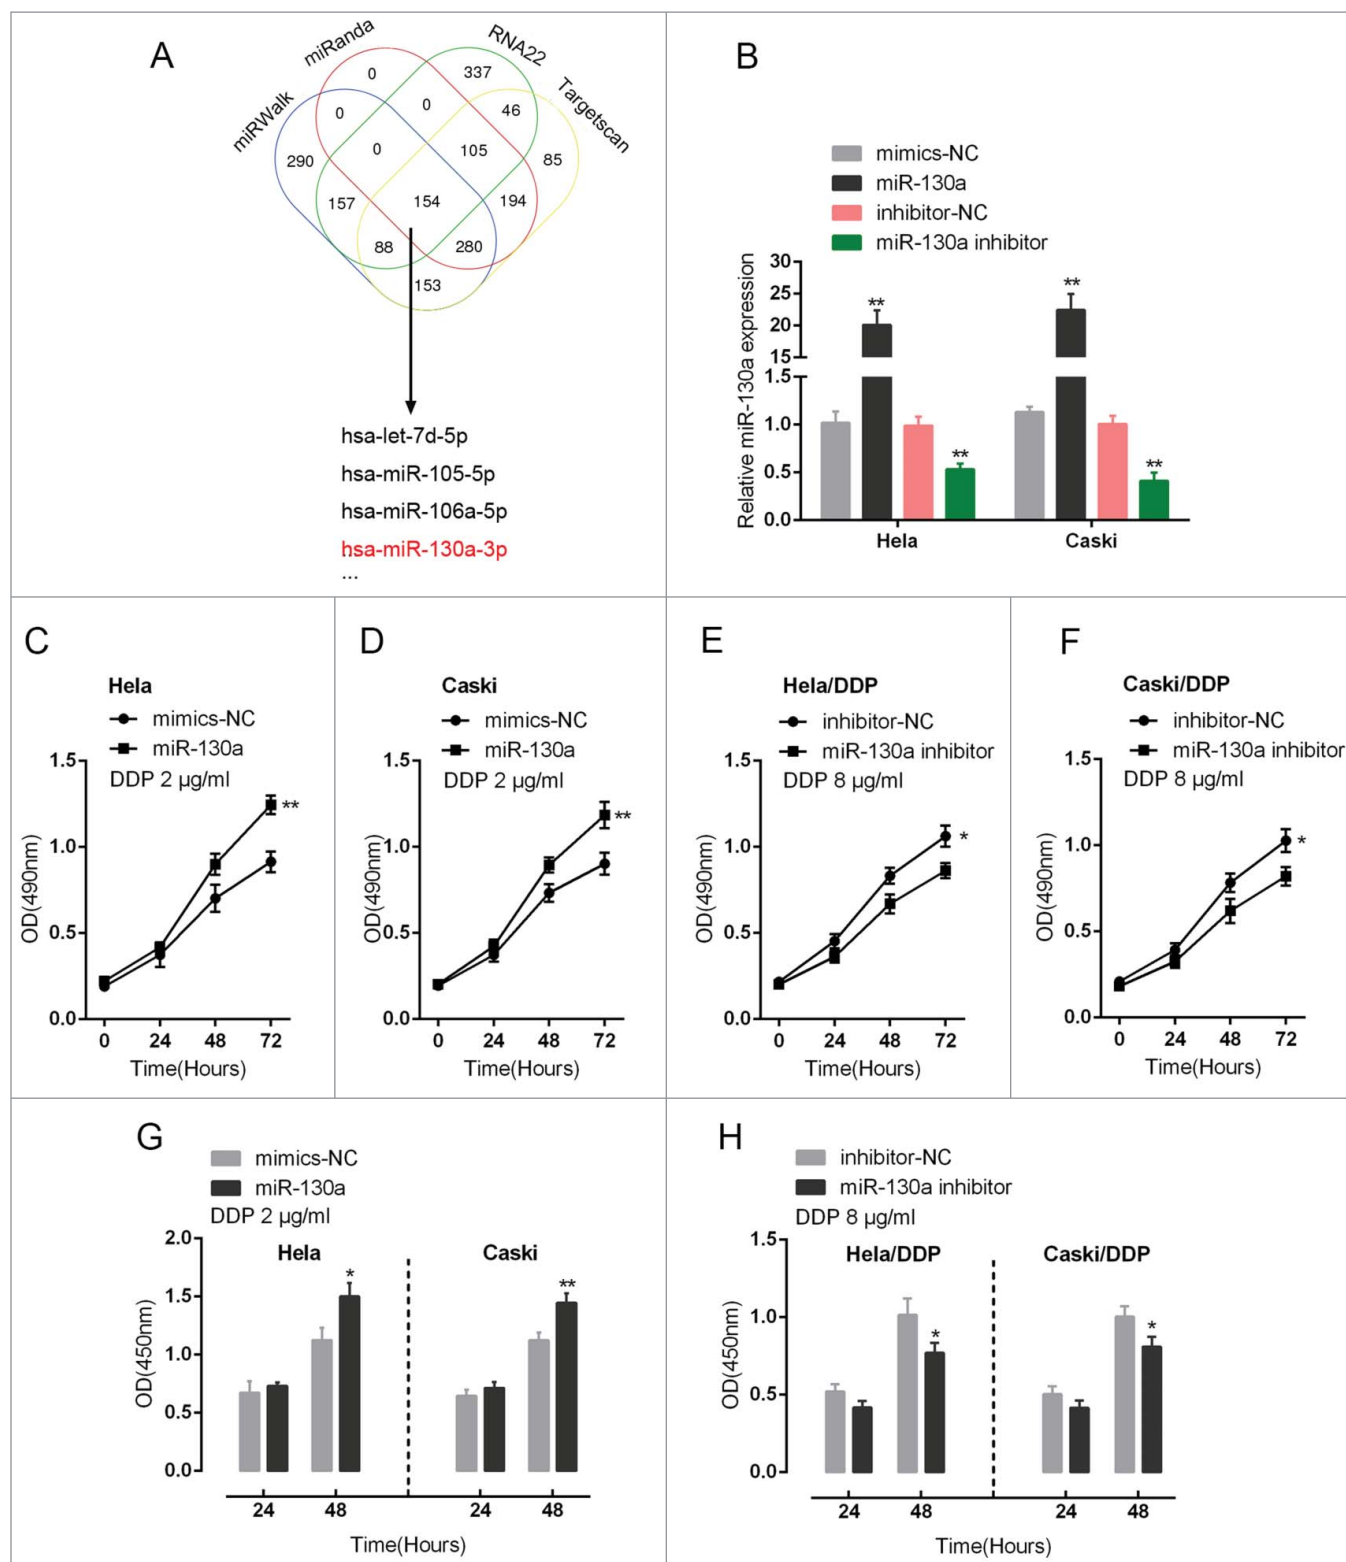 A
miRWalk
miRanda
RNA22
Targetscan
0
337
0
0
46
290
0
105
85
157
154
194
88
280
153
hsa-let-7d-5p
hsa-miR-105-5p
hsa-miR-106a-5p
hsa-miR-130a-3p
...
B
mimics-NC
miR-130a
inhibitor-NC
miR-130a inhibitor
Relative miR-130a expression
30
25
20
15
1.5
1.0
0.5
0.0
** ** ** **
Hela Caski
C
Hela
mimics-NC
miR-130a
DDP 2 µg/ml
OD(490nm)
1.5
1.0
0.5
0.0
**
0 24 48 72
Time(Hours)
D
Caski
mimics-NC
miR-130a
DDP 2 µg/ml
OD(490nm)
1.5
1.0
0.5
0.0
**
0 24 48 72
Time(Hours)
E
Hela/DDP
inhibitor-NC
miR-130a inhibitor
DDP 8 µg/ml
OD(490nm)
1.5
1.0
0.5
0.0
*
0 24 48 72
Time(Hours)
F
Caski/DDP
inhibitor-NC
miR-130a inhibitor
DDP 8 µg/ml
OD(490nm)
1.5
1.0
0.5
0.0
*
0 24 48 72
Time(Hours)
G
mimics-NC
miR-130a
DDP 2 µg/ml
OD(450nm)
2.0
1.5
1.0
0.5
0.0
Hela Caski
* **
24 48 24 48
Time(Hours)
H
inhibitor-NC
miR-130a inhibitor
DDP 8 µg/ml
OD(450nm)
1.5
1.0
0.5
0.0
Hela/DDP Caski/DDP
* *
24 48 24 48
Time(Hours)